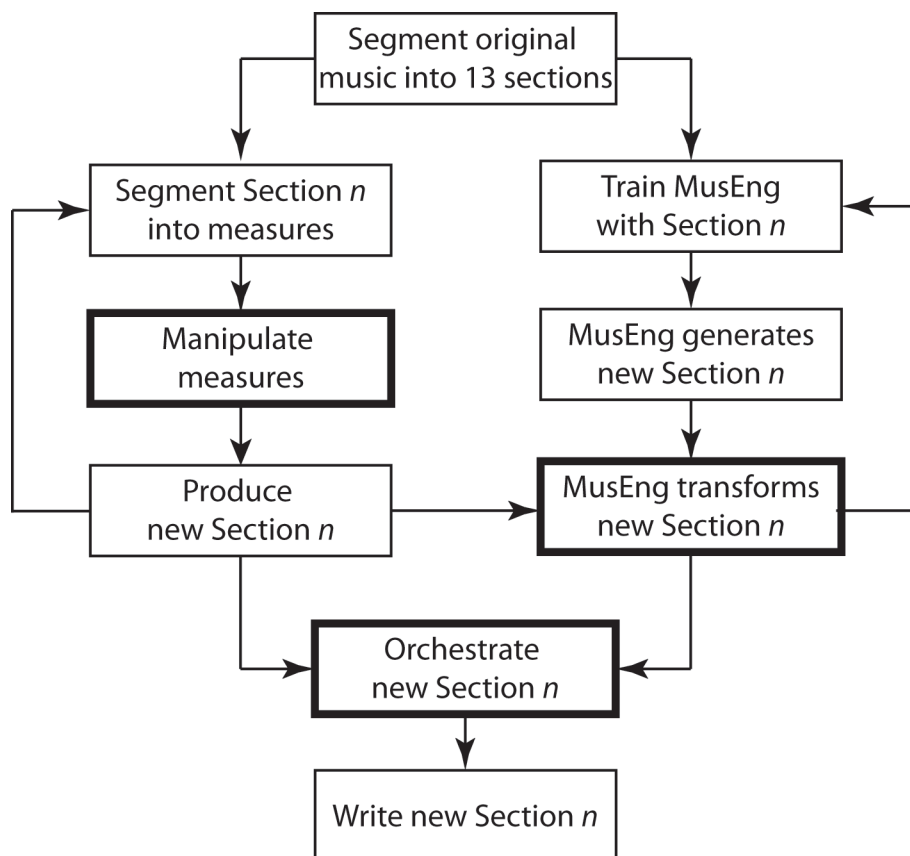 Segment original
music into 13 sections
Segment Section n
into measures
Train MusEng
with Section n
Manipulate
measures
MusEng generates
new Section n
Produce
new Section n
MusEng transforms
new Section n
Orchestrate
new Section n
Write new Section n